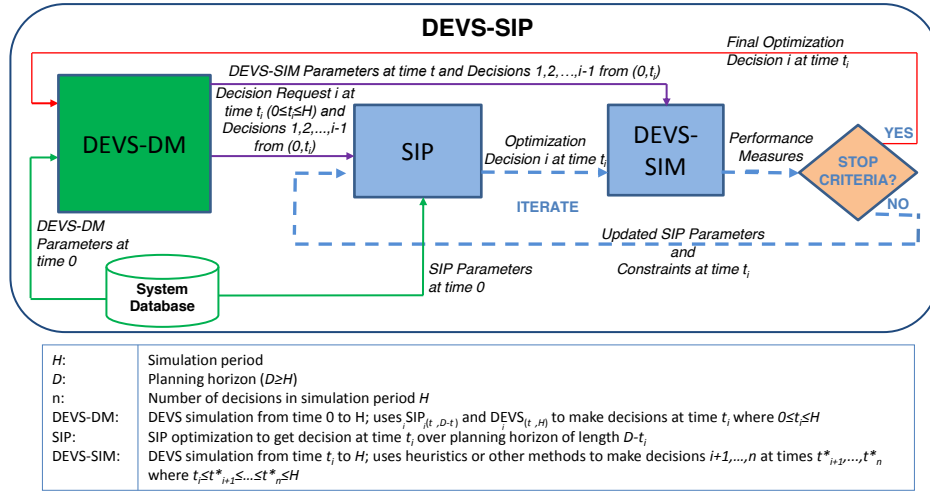 DEVS-SIP
Final Optimization
Decision i at time ti
DEVS-SIM Parameters at time t and Decisions 1,2,…,i-1 from (0,ti)
Decision Request i at
time ti (0≤ti≤H) and
Decisions 1,2,...,i-1
from (0,ti)
DEVS-DM
SIP
Optimization
Decision i at time ti
DEVS-
SIM
Performance
Measures
YES
STOP
CRITERIA?
NO
ITERATE
Updated SIP Parameters
and
Constraints at time ti
DEVS-DM
Parameters at
time 0
SIP Parameters
at time 0
System
Database
H: Simulation period
D: Planning horizon (D≥H)
n: Number of decisions in simulation period H
DEVS-DM: DEVS simulation from time 0 to H; uses SIPi(t ,D-t) and DEVSi(t ,H) to make decisions at time ti where 0≤ti≤H
SIP: SIP optimization to get decision at time ti over planning horizon of length D-ti
DEVS-SIM: DEVS simulation from time ti to H; uses heuristics or other methods to make decisions i+1,…,n at times t*i+1,…,t*n
where ti≤t*i+1≤…≤t*n≤H